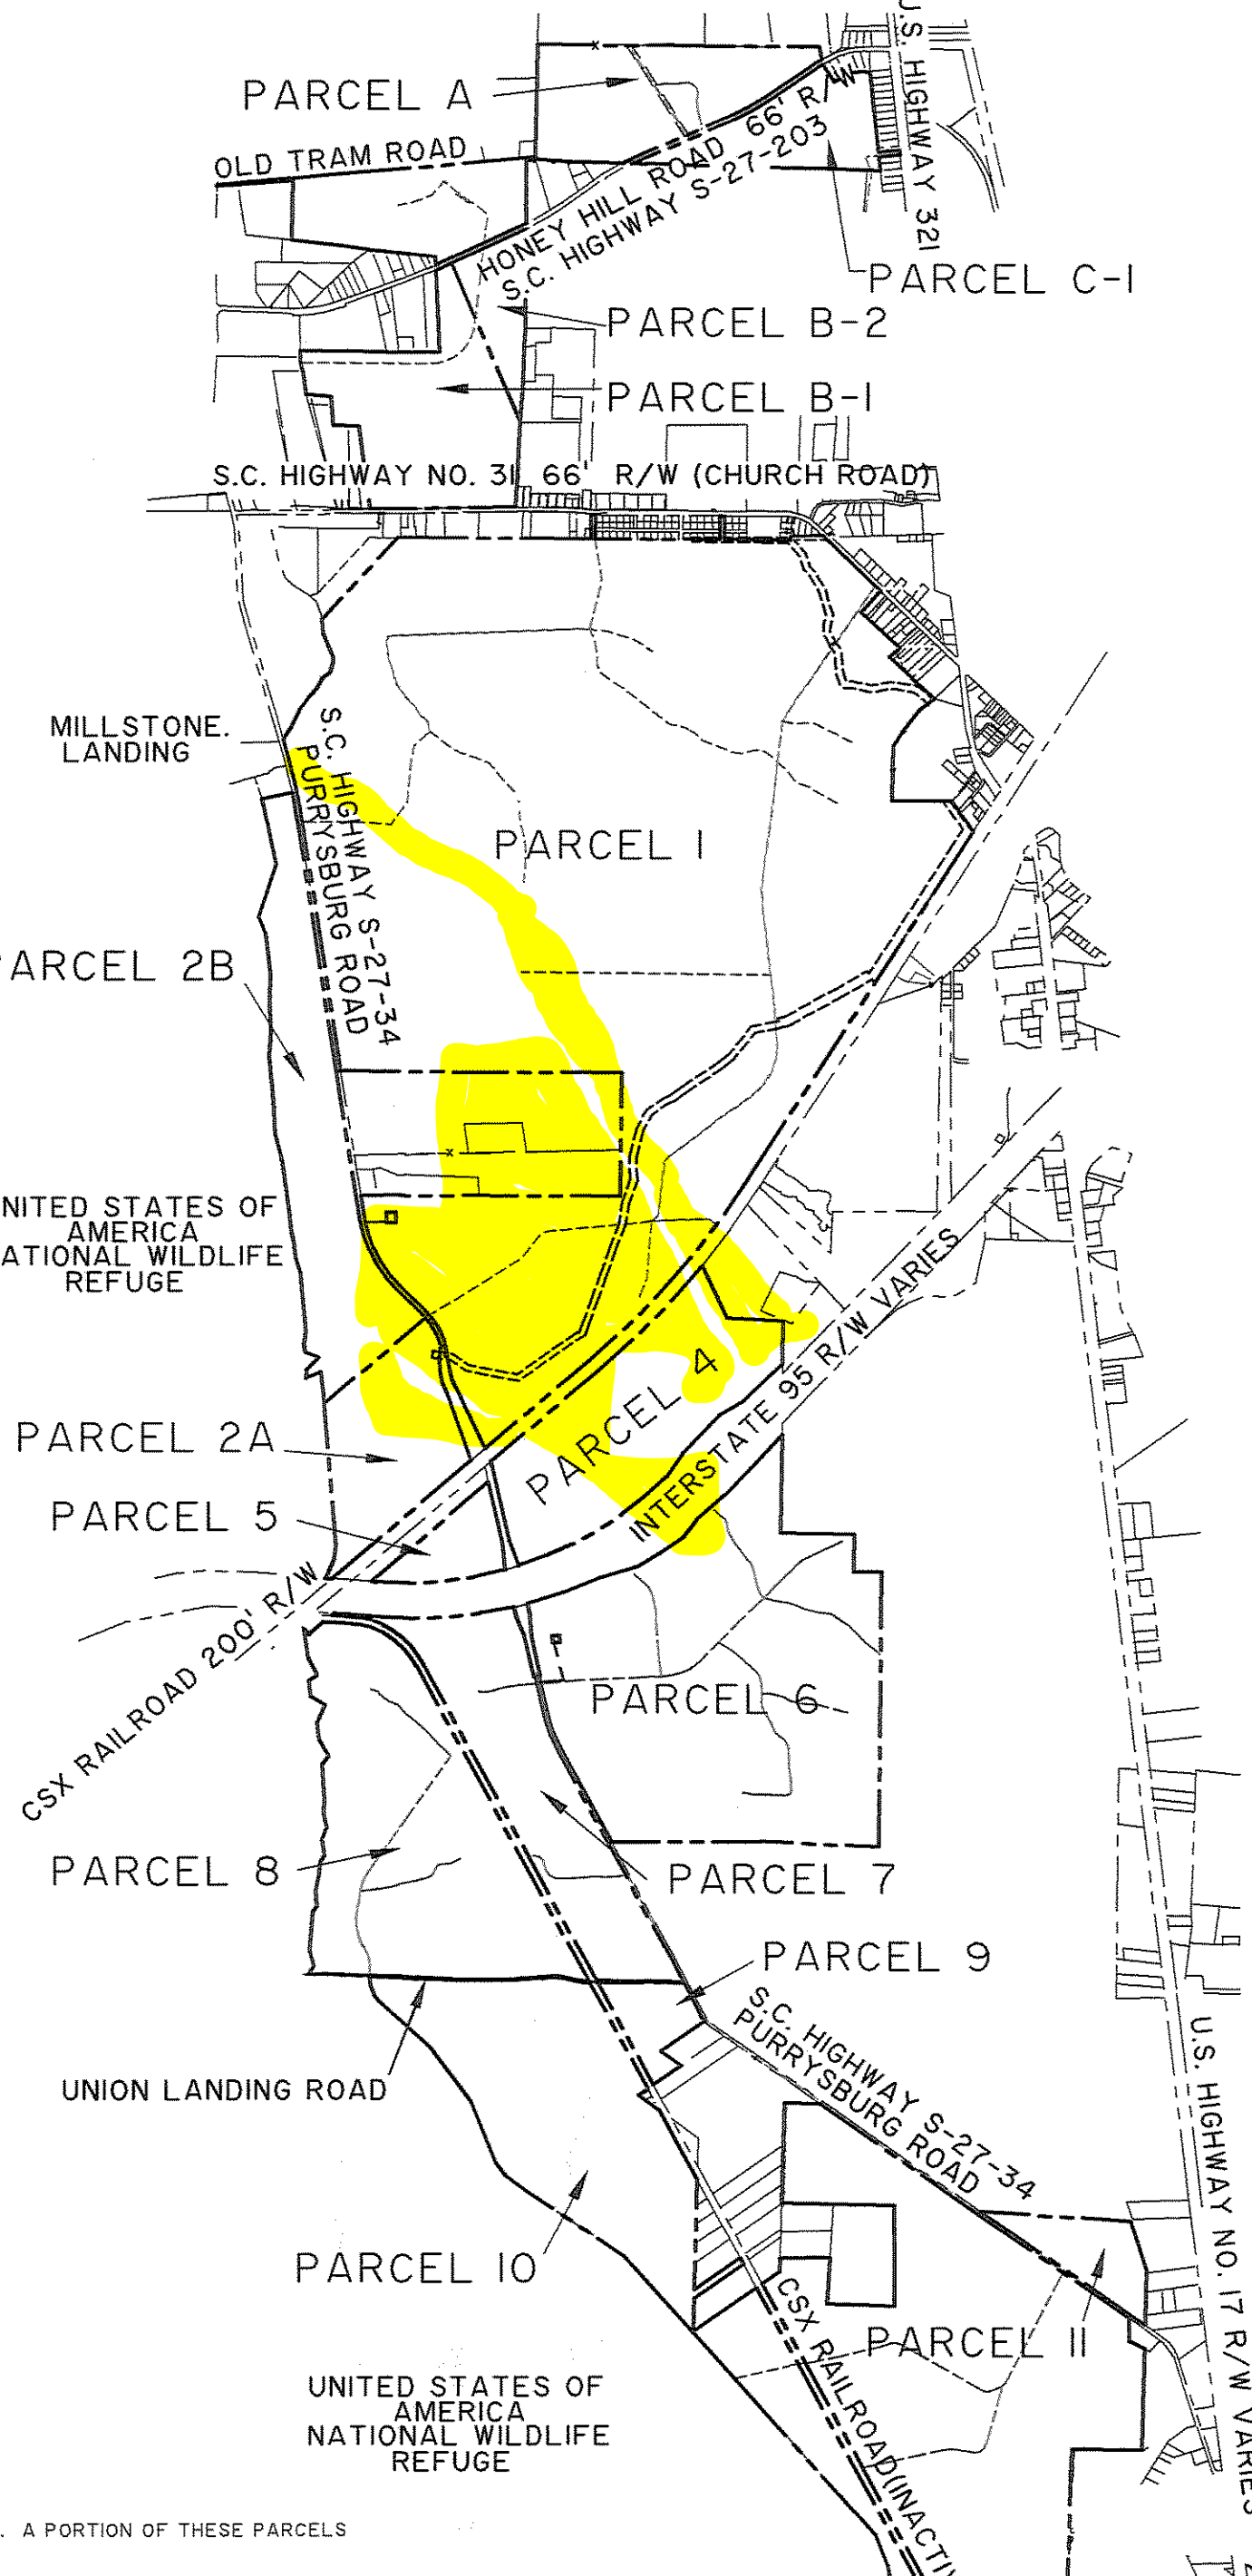 U.S. HIGHWAY 321
PARCEL A
OLD TRAM ROAD
HONEY HILL ROAD 66' R/W
S.C. HIGHWAY S-27-203
PARCEL C-1
PARCEL B-2
PARCEL B-1
S.C. HIGHWAY NO. 31 66' R/W (CHURCH ROAD)
MILLSTONE.
LANDING
S.C. HIGHWAY S-27-34
PURRYSBURG ROAD
PARCEL 1
ARCEL 2B
NITED STATES OF
AMERICA
ATIONAL WILDLIFE
REFUGE
PARCEL 2A
PARCEL 4
INTERSTATE 95 R/W VARIES
PARCEL 5
CSX RAILROAD 200' R/W
PARCEL 6
PARCEL 8
PARCEL 7
PARCEL 9
UNION LANDING ROAD
S.C. HIGHWAY S-27-34
PURRYSBURG ROAD
U.S. HIGHWAY NO. 17 R/W VARIES
PARCEL 10
PARCEL 11
CSX RAILROAD(INACTIV
UNITED STATES OF
AMERICA
NATIONAL WILDLIFE
REFUGE
. A PORTION OF THESE PARCELS